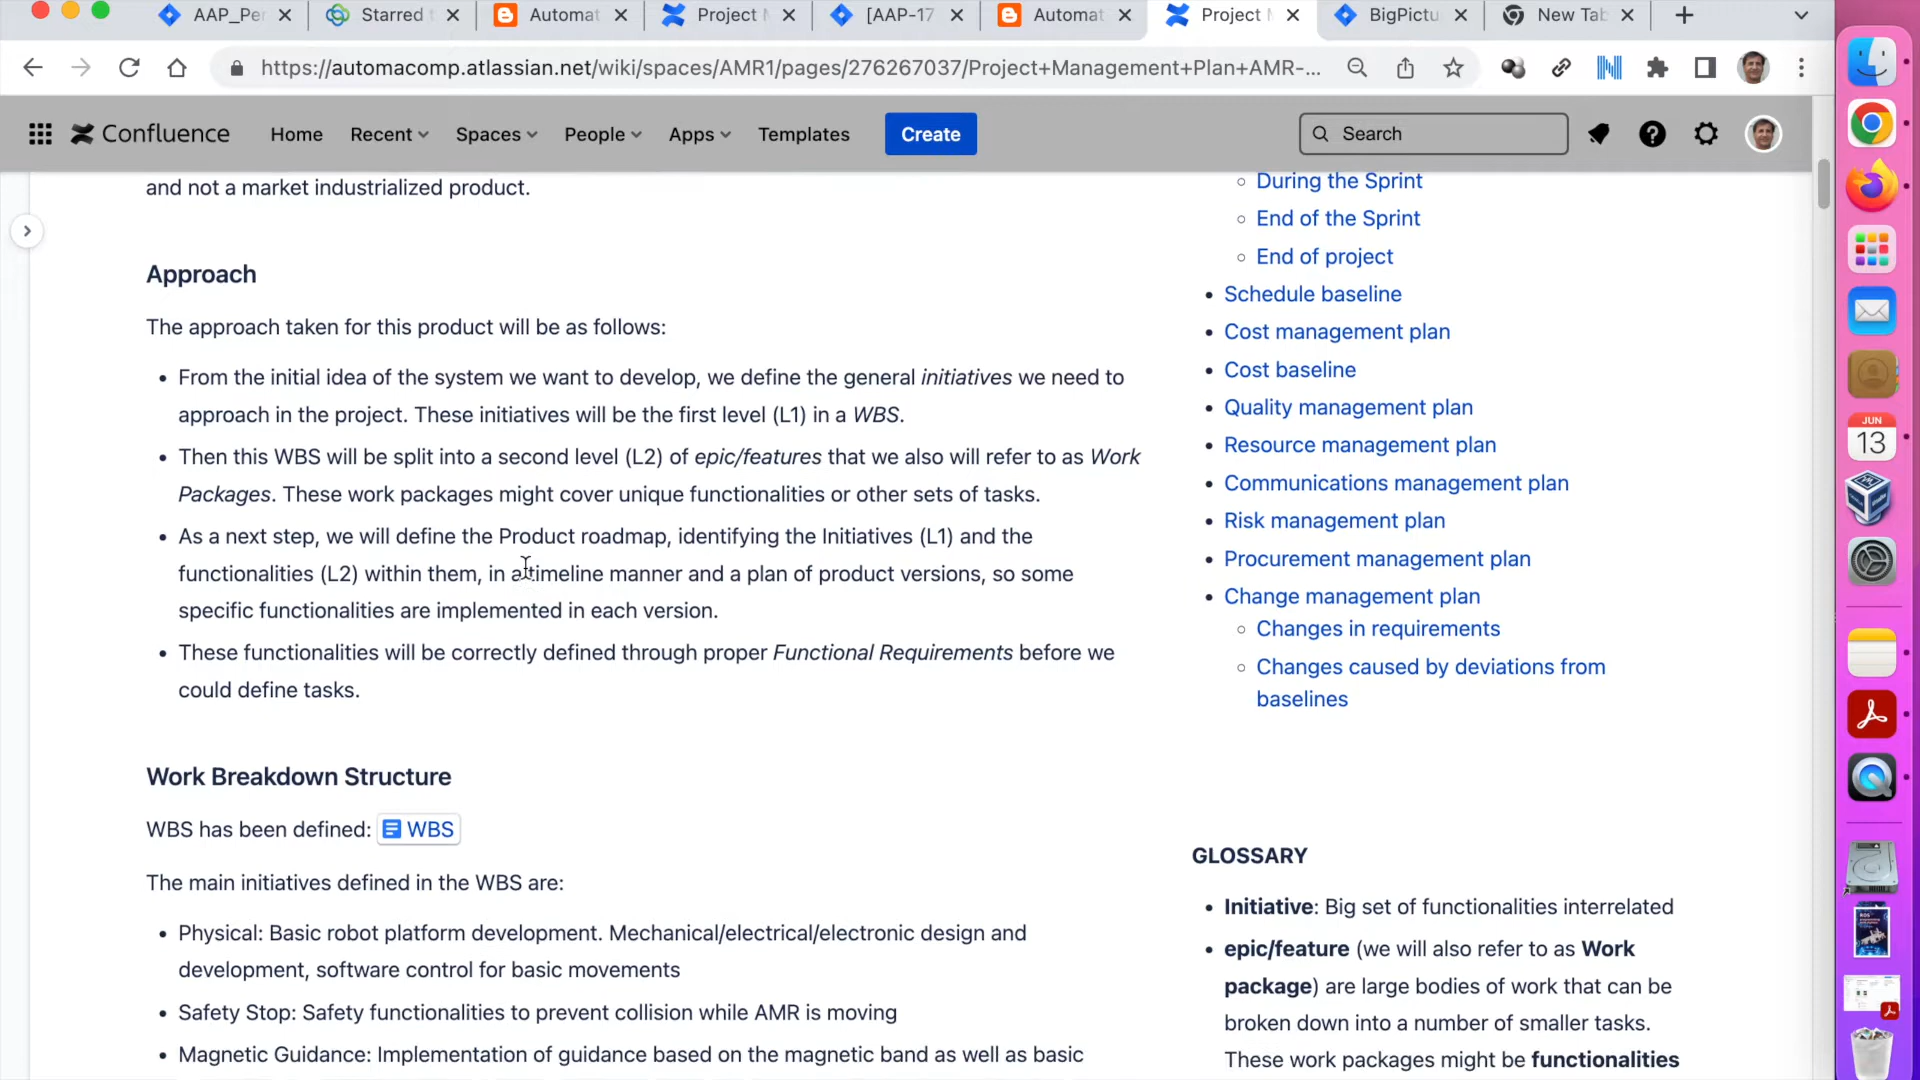 AAP_Per
Starred t
Automat
Project M
[AAP-17
Automat
Project M
BigPictu
New Tab
https://automacomp.atlassian.net/wiki/spaces/AMR1/pages/276267037/Project+Management+Plan+AMR-...
Confluence
Home
Recent
Spaces
People
Apps
Templates
Create
Search
and not a market industrialized product.
Approach
The approach taken for this product will be as follows:
• From the initial idea of the system we want to develop, we define the general initiatives we need to
approach in the project. These initiatives will be the first level (L1) in a WBS.
• Then this WBS will be split into a second level (L2) of epic/features that we also will refer to as Work
Packages. These work packages might cover unique functionalities or other sets of tasks.
• As a next step, we will define the Product roadmap, identifying the Initiatives (L1) and the
functionalities (L2) within them, in a timeline manner and a plan of product versions, so some
specific functionalities are implemented in each version.
• These functionalities will be correctly defined through proper Functional Requirements before we
could define tasks.
Work Breakdown Structure
WBS has been defined: WBS
The main initiatives defined in the WBS are:
• Physical: Basic robot platform development. Mechanical/electrical/electronic design and
development, software control for basic movements
• Safety Stop: Safety functionalities to prevent collision while AMR is moving
• Magnetic Guidance: Implementation of guidance based on the magnetic band as well as basic
During the Sprint
End of the Sprint
End of project
• Schedule baseline
• Cost management plan
• Cost baseline
• Quality management plan
• Resource management plan
• Communications management plan
• Risk management plan
• Procurement management plan
• Change management plan
Changes in requirements
Changes caused by deviations from
baselines
GLOSSARY
• Initiative: Big set of functionalities interrelated
• epic/feature (we will also refer to as Work
package) are large bodies of work that can be
broken down into a number of smaller tasks.
These work packages might be functionalities
JUN
13